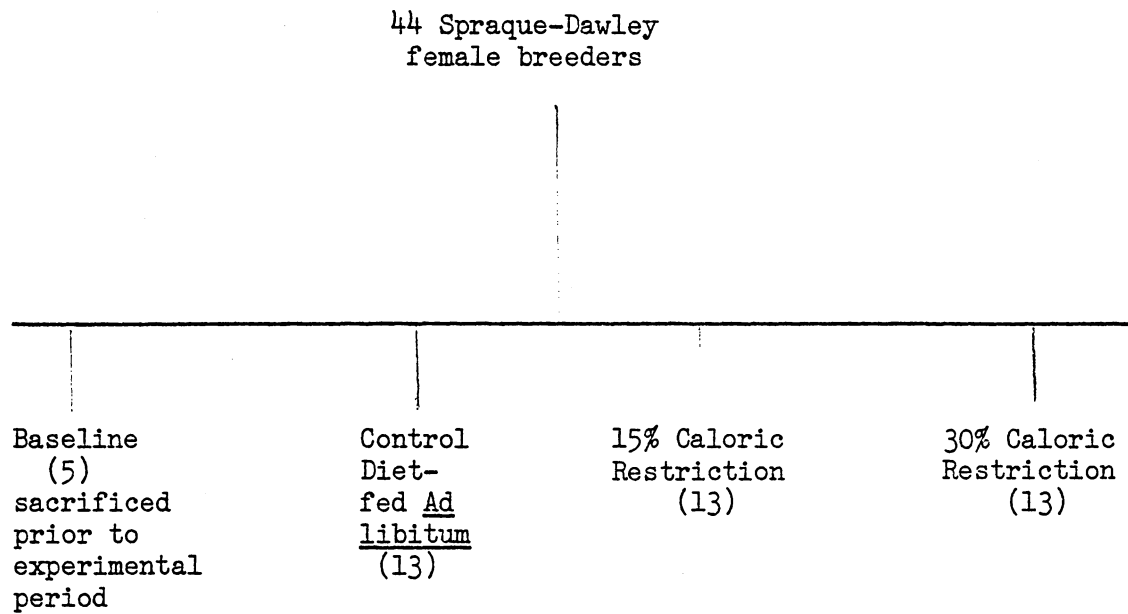 44 Spraque-Dawley
female breeders
Baseline
(5)
sacrificed
prior to
experimental
period
Control
Diet-
fed Ad
libitum
(13)
15% Caloric
Restriction
(13)
30% Caloric
Restriction
(13)